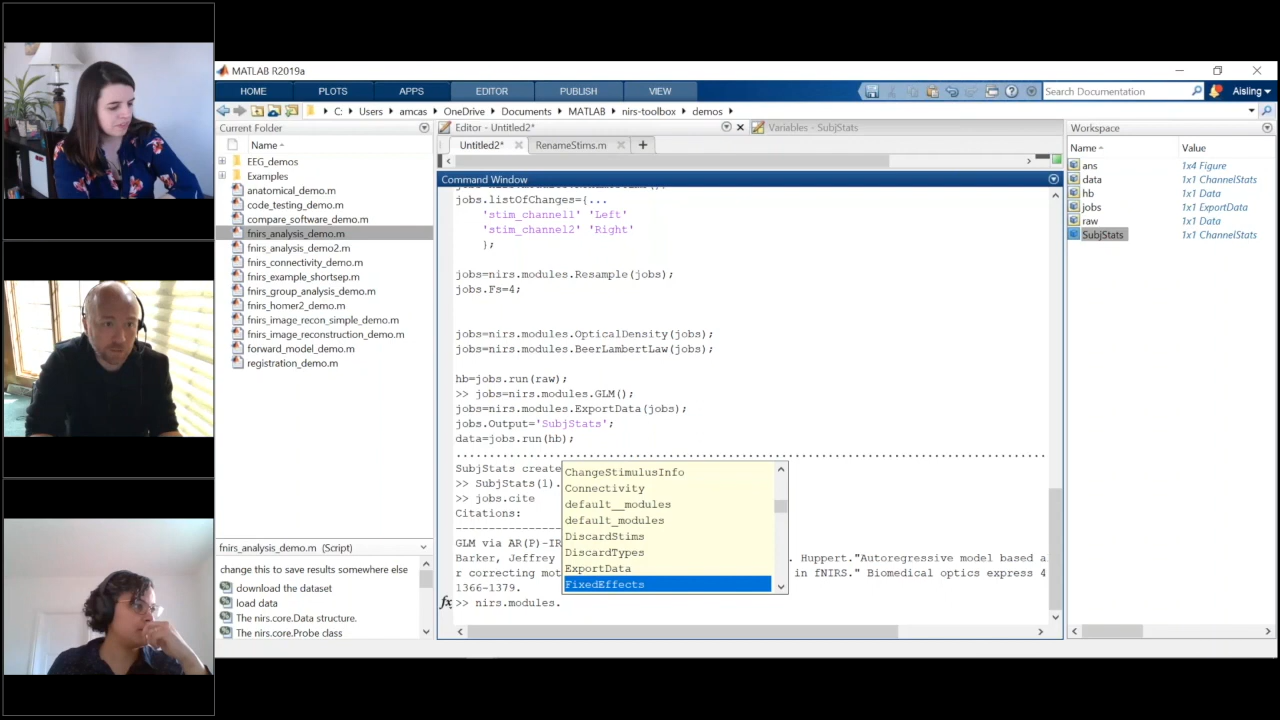 MATLAB R2019a
HOME PLOTS APPS EDITOR PUBLISH VIEW Search Documentation Aisling
C: Users amcas OneDrive Documents MATLAB nirs-toolbox demos
Current Folder
Name
EEG_demos
Examples
anatomical_demo.m
code_testing_demo.m
compare_software_demo.m
fnirs_analysis_demo.m
fnirs_analysis_demo2.m
fnirs_connectivity_demo.m
fnirs_example_shortsep.m
fnirs_group_analysis_demo.m
fnirs_homer2_demo.m
fnirs_image_recon_simple_demo.m
fnirs_image_reconstruction_demo.m
forward_model_demo.m
registration_demo.m
fnirs_analysis_demo.m (Script)
change this to save results somewhere else
download the dataset
load data
The nirs.core.Data structure.
The nirs.core.Probe class
Editor - Untitled2* Variables - SubjStats
Untitled2* RenameStims.m
Command Window
jobs.listOfChanges={...
'stim_channel1' 'Left'
'stim_channel2' 'Right'
};
jobs=nirs.modules.Resample(jobs);
jobs.Fs=4;
jobs=nirs.modules.OpticalDensity(jobs);
jobs=nirs.modules.BeerLambertLaw(jobs);
hb=jobs.run(raw);
>> jobs=nirs.modules.GLM();
jobs=nirs.modules.ExportData(jobs);
jobs.Output='SubjStats';
data=jobs.run(hb);
SubjStats create
>> SubjStats(1).
>> jobs.cite
Citations:
-----------------
GLM via AR(P)-IR
Barker, Jeffrey . Huppert."Autoregressive model based a
r correcting mot in fNIRS." Biomedical optics express 4
1366-1379.
fx >> nirs.modules.
ChangeStimulusInfo
Connectivity
default__modules
default_modules
DiscardStims
DiscardTypes
ExportData
FixedEffects
Workspace
Name Value
ans 1x4 Figure
data 1x1 ChannelStats
hb 1x1 Data
jobs 1x1 ExportData
raw 1x1 Data
SubjStats 1x1 ChannelStats